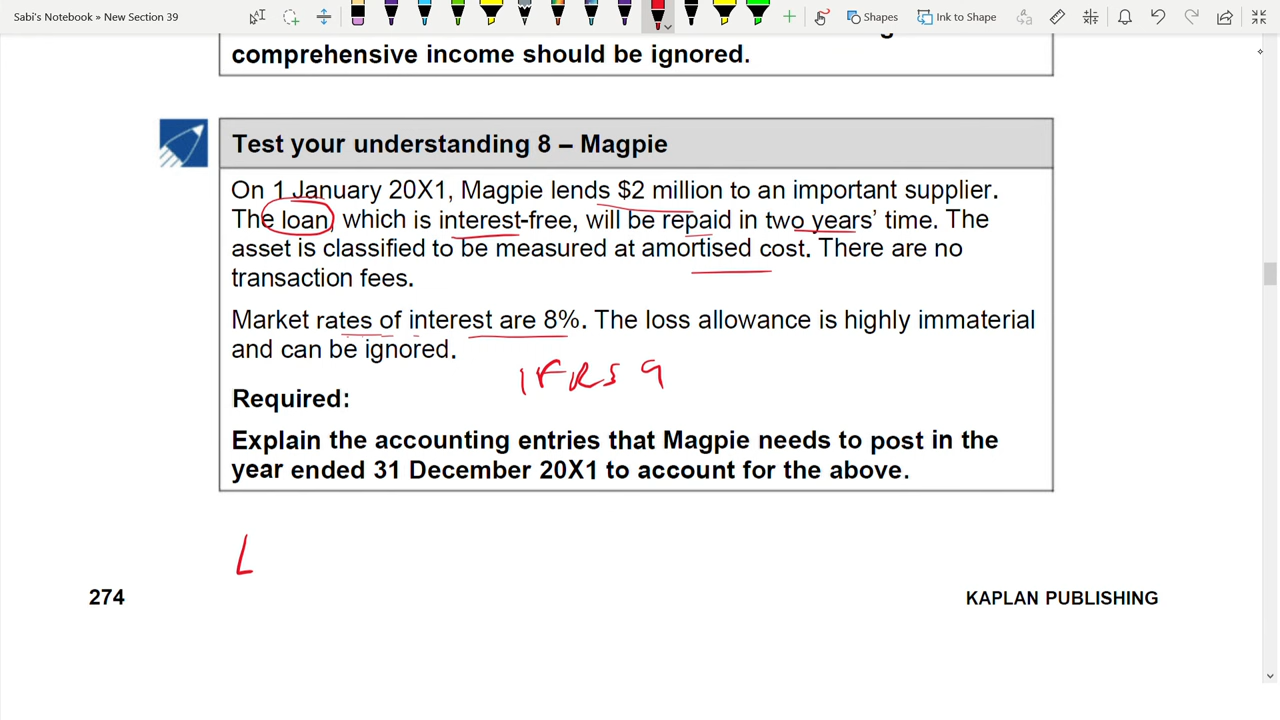 Sabi's Notebook » New Section 39
Shapes
Ink to Shape
comprehensive income should be ignored.
Test your understanding 8 – Magpie
On 1 January 20X1, Magpie lends $2 million to an important supplier.
The loan, which is interest-free, will be repaid in two years' time. The
asset is classified to be measured at amortised cost. There are no
transaction fees.
Market rates of interest are 8%. The loss allowance is highly immaterial
and can be ignored.
IFRS 9
Required:
Explain the accounting entries that Magpie needs to post in the
year ended 31 December 20X1 to account for the above.
L
274
KAPLAN PUBLISHING